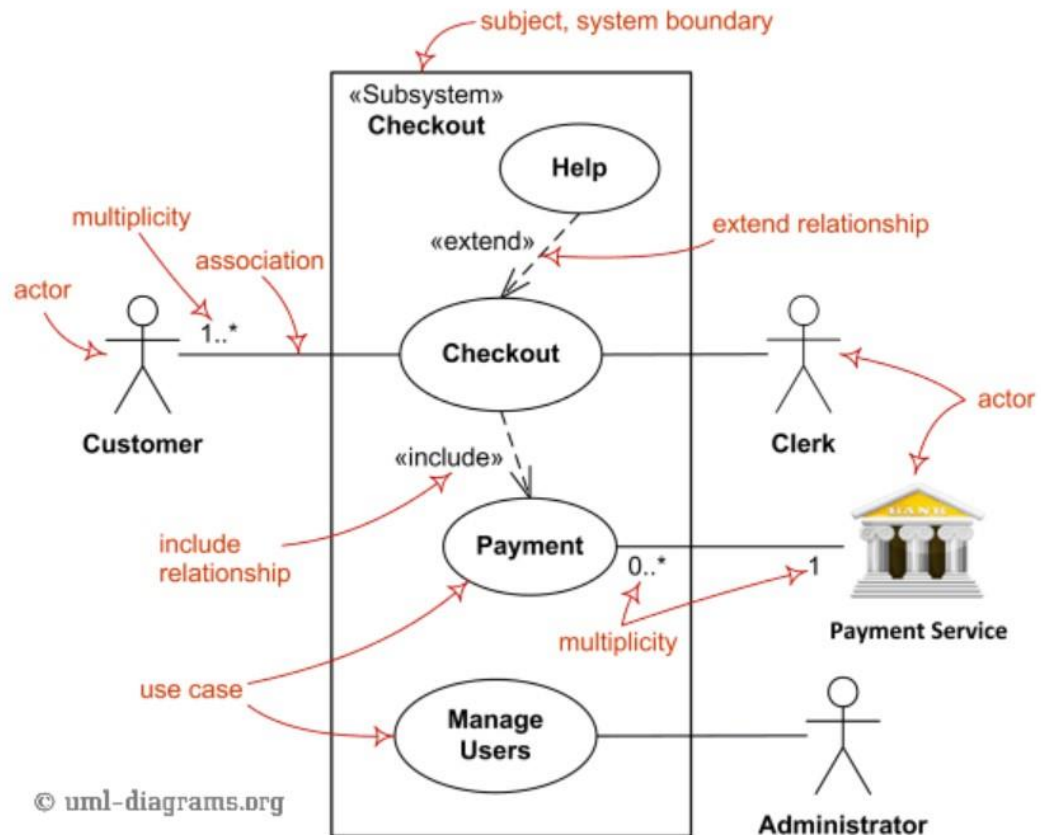 subject, system boundary
«Subsystem»
Checkout
Help
multiplicity
«extend»
extend relationship
association
actor
1..*
Checkout
actor
Customer
Clerk
«include»
BANK
include
relationship
Payment
0..*
1
multiplicity
Payment Service
use case
Manage
Users
© uml-diagrams.org
Administrator